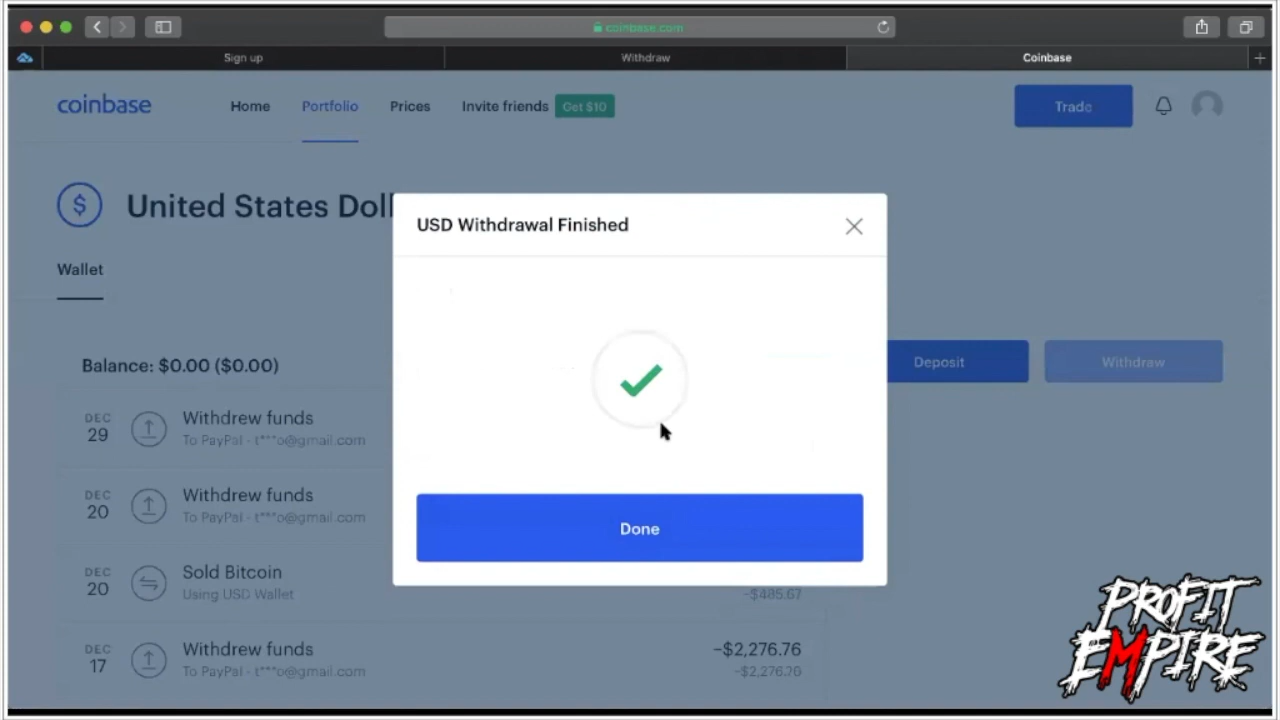 coinbase.com
Sign up
Withdraw
Coinbase
coinbase
Home
Portfolio
Prices
Invite friends
Get $10
Trade
United States Doll
Wallet
USD Withdrawal Finished
Balance: $0.00 ($0.00)
Deposit
Withdraw
DEC
29
Withdrew funds
To PayPal - t***o@gmail.com
DEC
20
Withdrew funds
To PayPal - t***o@gmail.com
Done
DEC
20
Sold Bitcoin
Using USD Wallet
-$485.67
DEC
17
Withdrew funds
To PayPal - t***o@gmail.com
-$2,276.76
-$2,276.76
PROFIT
EMPIRE